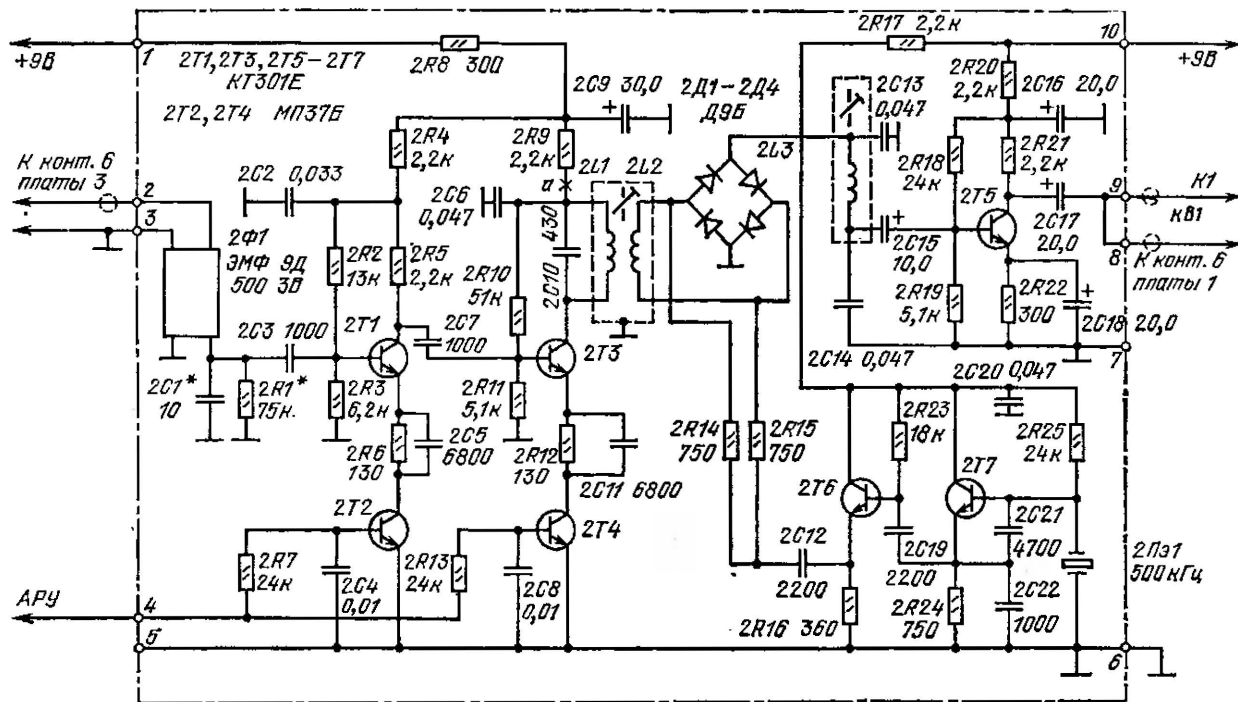 1
+9В
2Т1,2Т3,2Т5-2Т7
КТ301Е
2Т2,2Т4 МП37Б
2R8 300
2R17 2,2к
10
+9В
2С9 30,0
2Д1-2Д4
Д9Б
2С13
0,047
2R20
2,2к
2С16
20,0
2R4
2,2к
2R9
2,2к
а
2L1
2L2
2L3
2R18
24к
2R21
2,2к
К конт. 6
платы 3
2
3
2С2 0,033
2С6
0,047
430
2С10
2Т5
9
К1
кВ1
8
К конт. 6
платы 1
2Ф1
ЭМФ 9Д
500 3В
2R2
13к
2R5
2,2к
2R10
51к
2С15
10,0
2С17
20,0
2R19
5,1к
2R22
300
2С18 20,0
2С3 1000
2Т1
2С7
1000
2Т3
2С14 0,047
7
2С1*
10
2R1*
75к.
2R3
6,2к
2R11
5,1к
2С20 0,047
2R6
130
2С5
6800
2R12
130
2С11 6800
2R14
750
2R15
750
2R23
18к
2R25
24к
2Т2
2Т4
2Т6
2Т7
2R7
24к
2С4
0,01
2R13
24к
2С8
0,01
2С12
2200
2С19
2200
2С21
4700
2Пэ1
500кГц
АРУ
4
2R16 360
2R24
750
2С22
1000
5
6